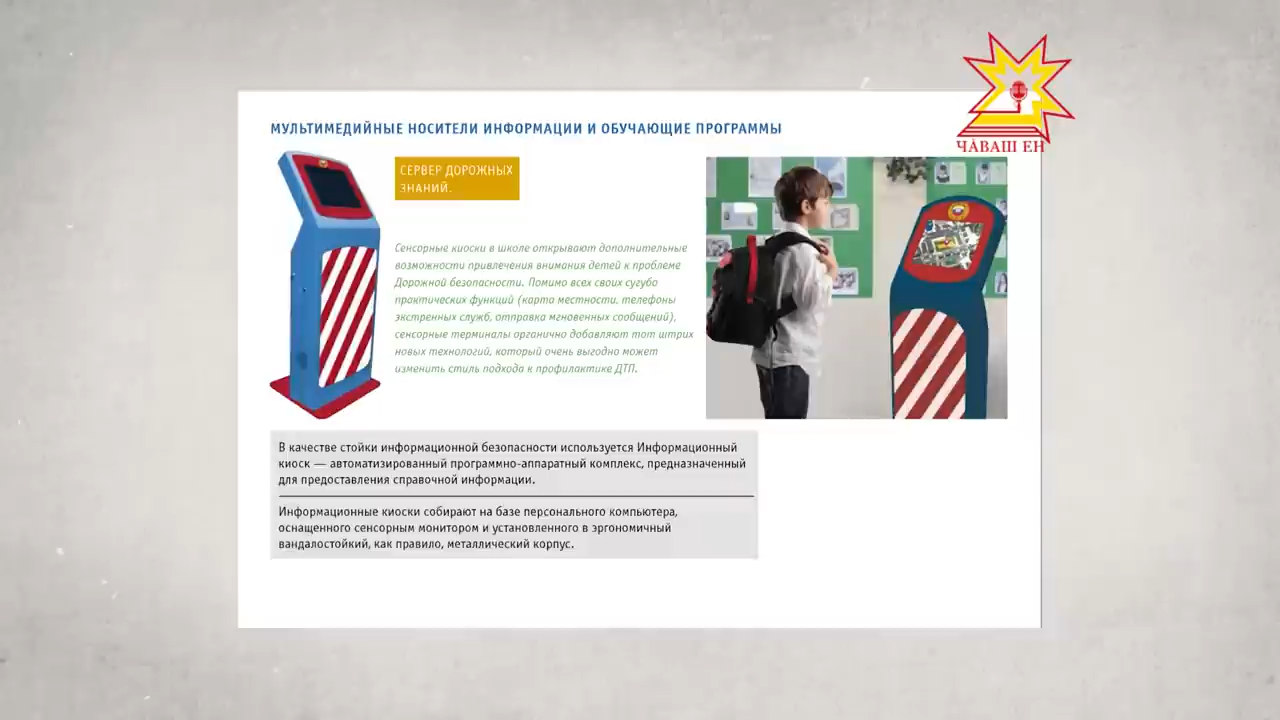 ЧӐВАШ ЕН
МУЛЬТИМЕДИЙНЫЕ НОСИТЕЛИ ИНФОРМАЦИИ И ОБУЧАЮЩИЕ ПРОГРАММЫ
СЕРВЕР ДОРОЖНЫХ
ЗНАНИЙ.
Сенсорные киоски в школе открывают дополнительные
возможности привлечения внимания детей к проблеме
Дорожной безопасности. Помимо всех своих сугубо
практических функций (карта местности, телефоны
экстренных служб, отправка мгновенных сообщений),
сенсорные терминалы органично добавляют тот штрих
новых технологий, который очень выгодно может
изменить стиль подхода к профилактике ДТП.
В качестве стойки информационной безопасности используется Информационный
киоск — автоматизированный программно-аппаратный комплекс, предназначенный
для предоставления справочной информации.
Информационные киоски собирают на базе персонального компьютера,
оснащенного сенсорным монитором и установленного в эргономичный
вандалостойкий, как правило, металлический корпус.